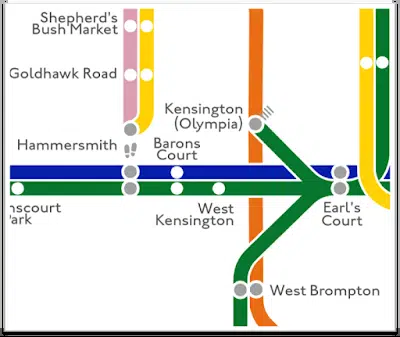 Shepherd's
Bush Market
Goldhawk Road
Kensington
(Olympia)
Hammersmith
Barons
Court
nscourt
Park
West
Kensington
Earl's
Court
West Brompton